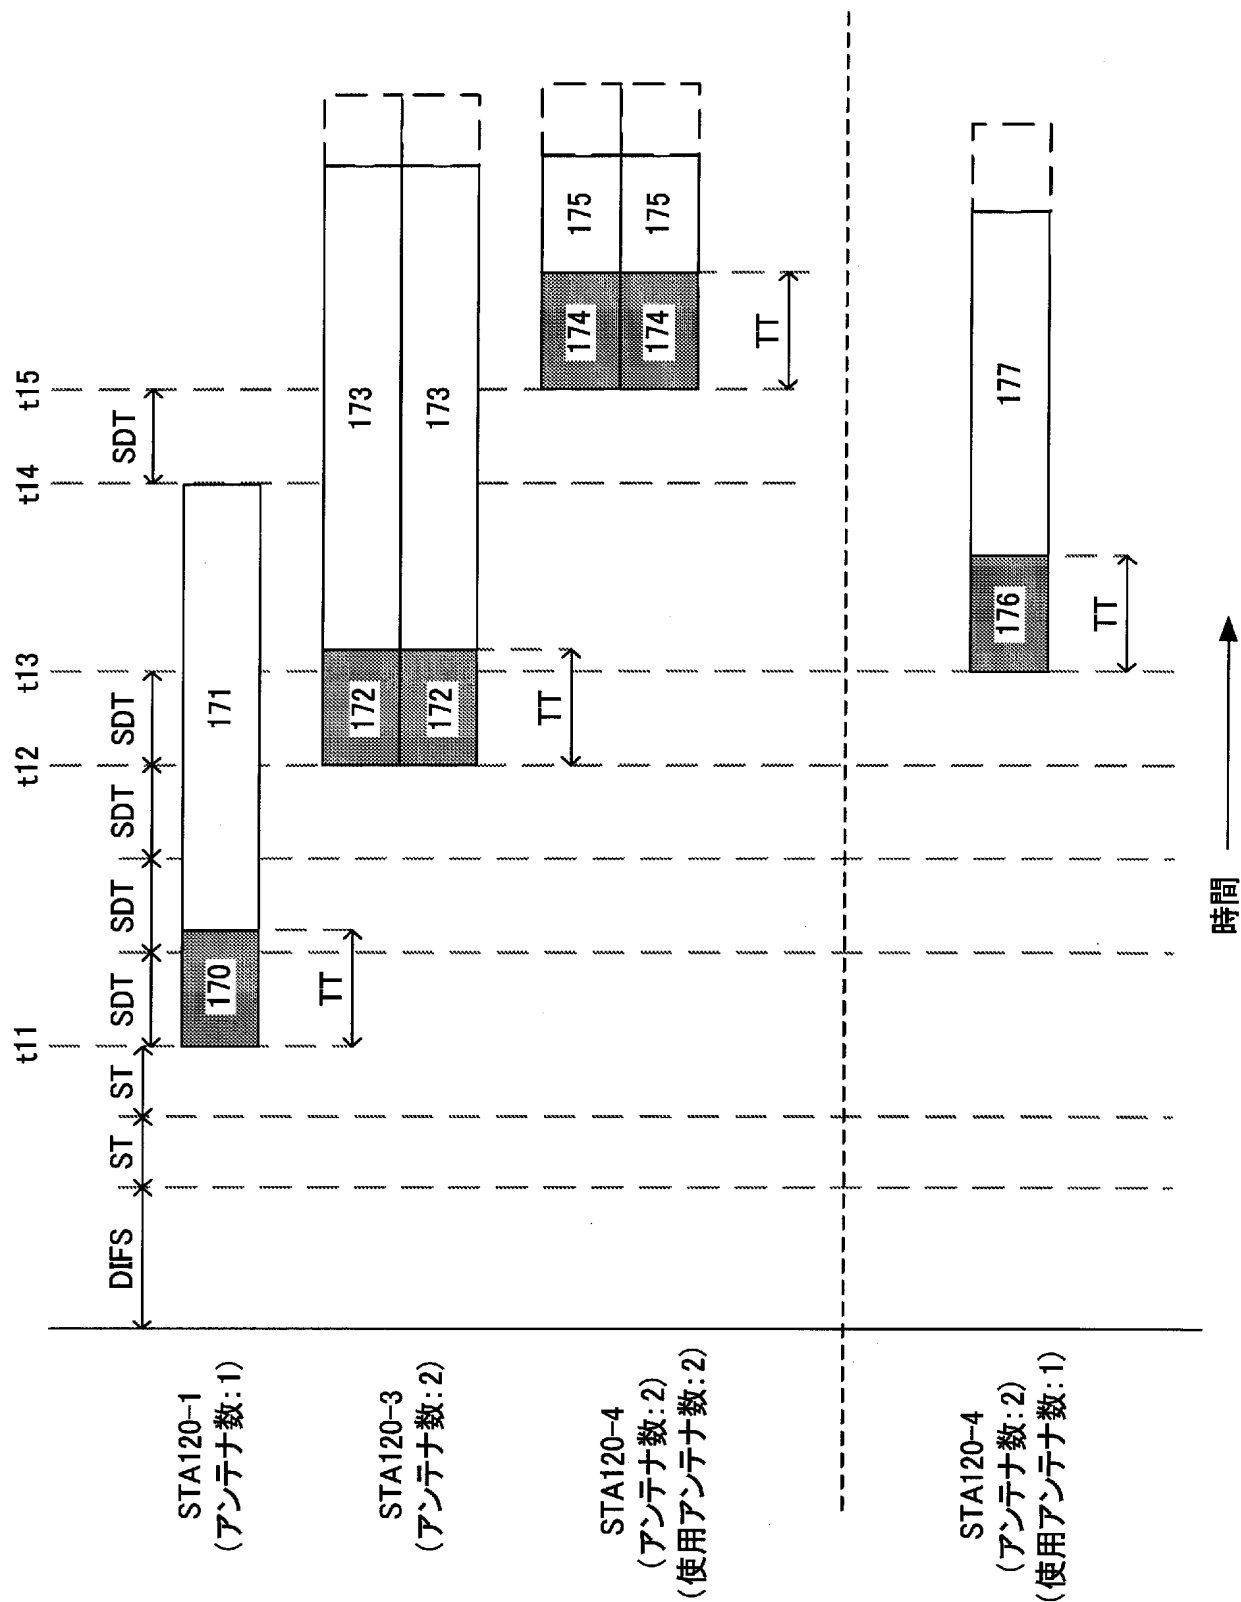 t11
t12
t13
t14
t15
DIFS
ST
ST
SDT
SDT
SDT
SDT
SDT
STA120-1
(アンテナ数:1)
170
171
TT
STA120-3
(アンテナ数:2)
172
173
172
173
TT
STA120-4
(アンテナ数:2)
(使用アンテナ数:2)
174
175
174
175
TT
STA120-4
(アンテナ数:2)
(使用アンテナ数:1)
176
177
TT
時間